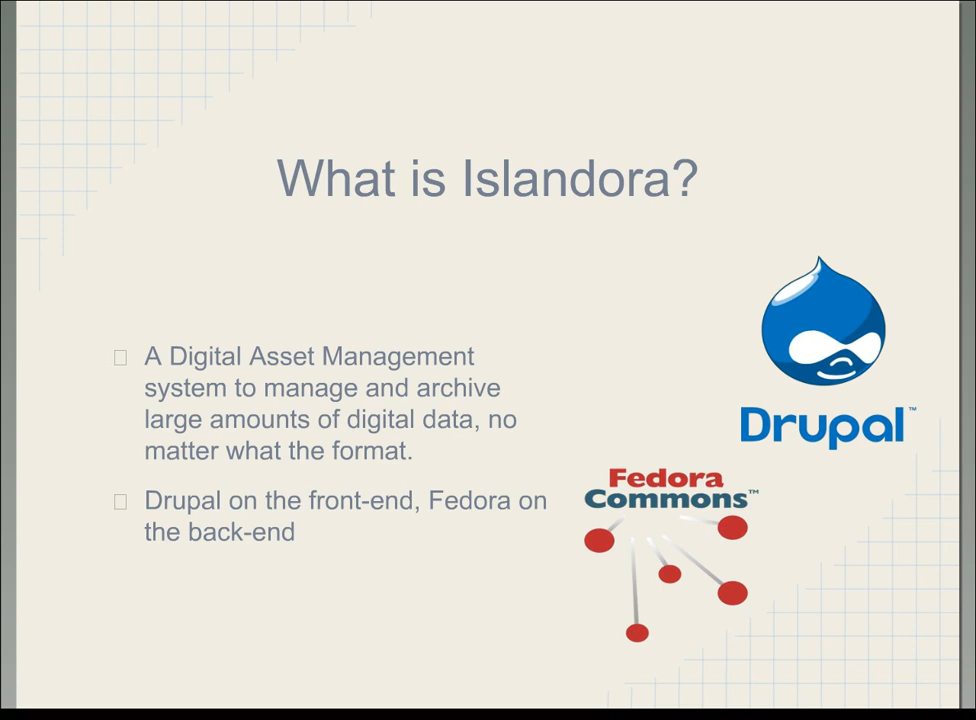 What is Islandora?
A Digital Asset Management
system to manage and archive
large amounts of digital data, no
matter what the format.
Drupal on the front-end, Fedora on
the back-end
Drupal™
Fedora
Commons™